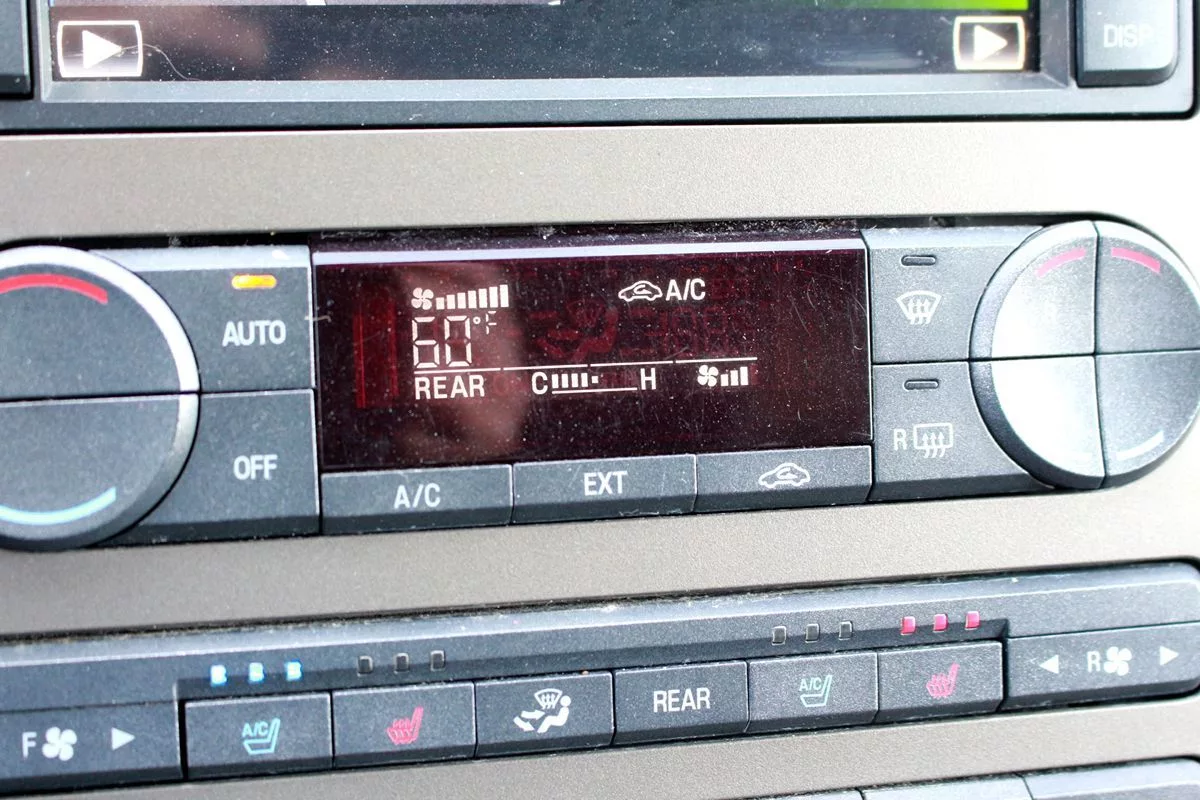 DISP
AUTO
A/C
60°F
REAR C H
R
OFF
A/C EXT
F A/C REAR A/C R